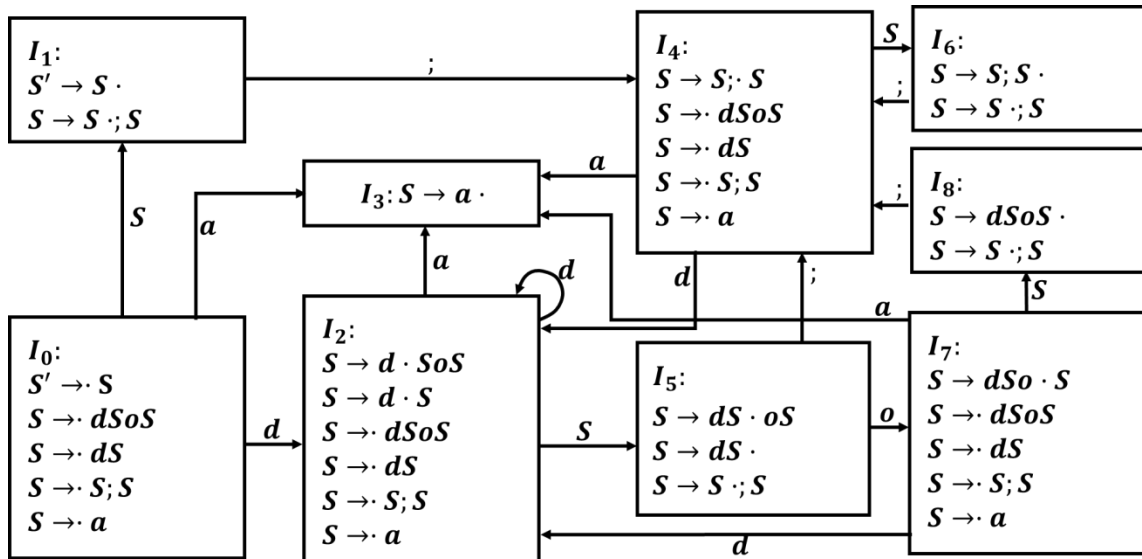 I₁:
S′ → S ·
S → S ·; S
;
I₄:
S → S; · S
S →· dSoS
S →· dS
S →· S; S
S →· a
S
;
I₆:
S → S; S ·
S → S ·; S
I₃: S → a ·
a
;
I₈:
S → dSoS ·
S → S ·; S
S
a
a
d
d
;
S
a
I₀:
S′ →· S
S →· dSoS
S →· dS
S →· S; S
S →· a
d
I₂:
S → d · SoS
S → d · S
S →· dSoS
S →· dS
S →· S; S
S →· a
S
I₅:
S → dS · oS
S → dS ·
S → S ·; S
o
I₇:
S → dSo · S
S →· dSoS
S →· dS
S →· S; S
S →· a
d